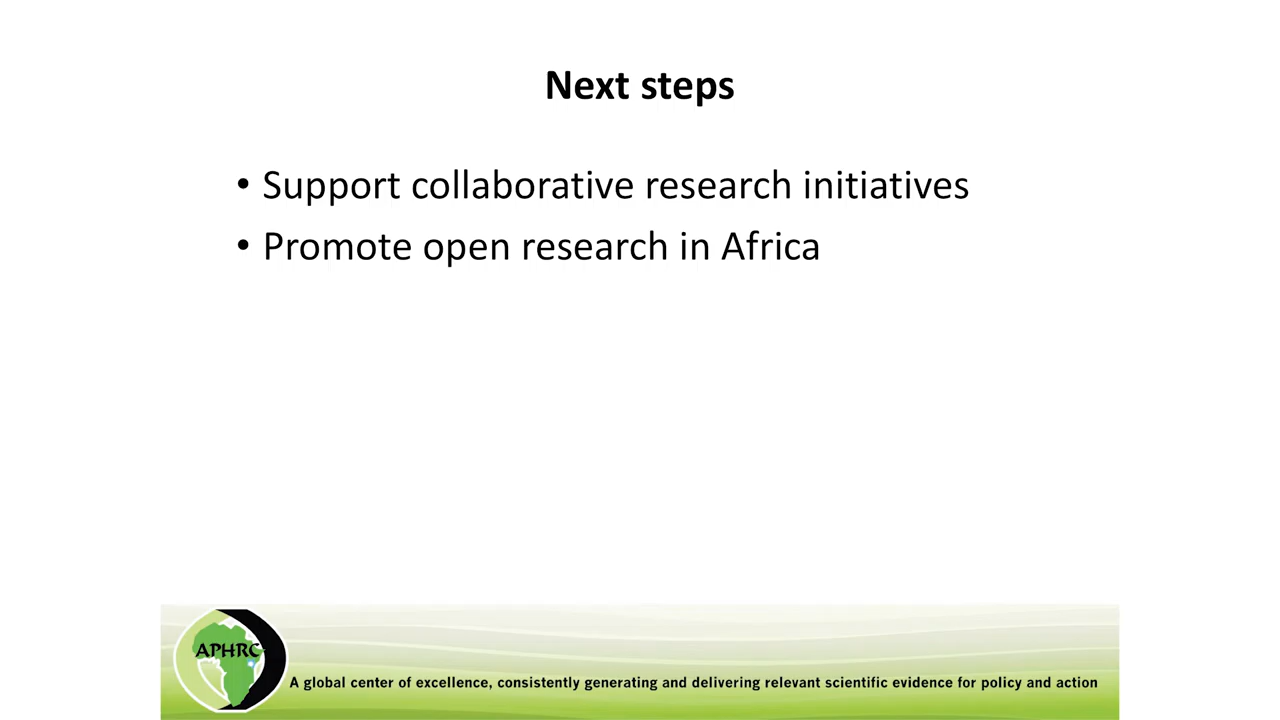 Next steps
• Support collaborative research initiatives
• Promote open research in Africa
APHRC
A global center of excellence, consistently generating and delivering relevant scientific evidence for policy and action